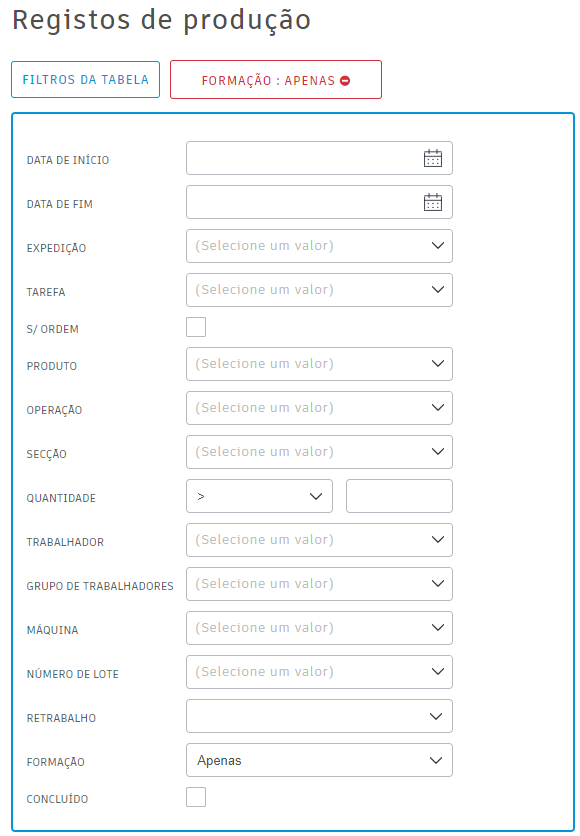 Registos de produção
FILTROS DA TABELA
FORMAÇÃO : APENAS
DATA DE INÍCIO
DATA DE FIM
EXPEDIÇÃO (Selecione um valor)
TAREFA (Selecione um valor)
S/ ORDEM
PRODUTO (Selecione um valor)
OPERAÇÃO (Selecione um valor)
SECÇÃO (Selecione um valor)
QUANTIDADE >
TRABALHADOR (Selecione um valor)
GRUPO DE TRABALHADORES (Selecione um valor)
MÁQUINA (Selecione um valor)
NÚMERO DE LOTE (Selecione um valor)
RETRABALHO
FORMAÇÃO Apenas
CONCLUÍDO